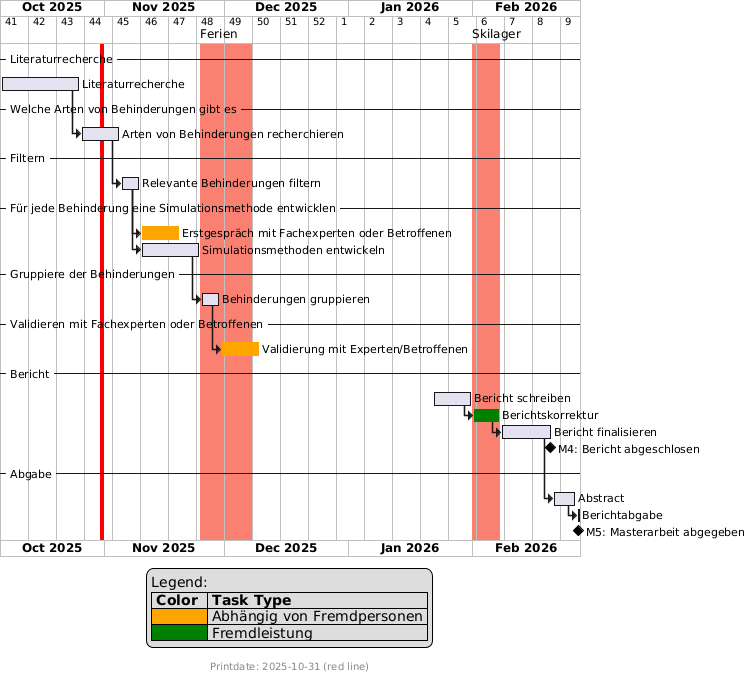 Oct 2025 Nov 2025 Dec 2025 Jan 2026 Feb 2026
41 42 43 44 45 46 47 48 49 50 51 52 1 2 3 4 5 6 7 8 9
Ferien Skilager
Literaturrecherche
Literaturrecherche
Welche Arten von Behinderungen gibt es
Arten von Behinderungen recherchieren
Filtern
Relevante Behinderungen filtern
Für jede Behinderung eine Simulationsmethode entwicklen
Erstgespräch mit Fachexperten oder Betroffenen
Simulationsmethoden entwickeln
Gruppiere der Behinderungen
Behinderungen gruppieren
Validieren mit Fachexperten oder Betroffenen
Validierung mit Experten/Betroffenen
Bericht
Bericht schreiben
Berichtskorrektur
Bericht finalisieren
M4: Bericht abgeschlosen
Abgabe
Abstract
Berichtabgabe
M5: Masterarbeit abgegeben
Oct 2025 Nov 2025 Dec 2025 Jan 2026 Feb 2026
Legend:
Color Task Type
Abhängig von Fremdpersonen
Fremdleistung
Printdate: 2025-10-31 (red line)